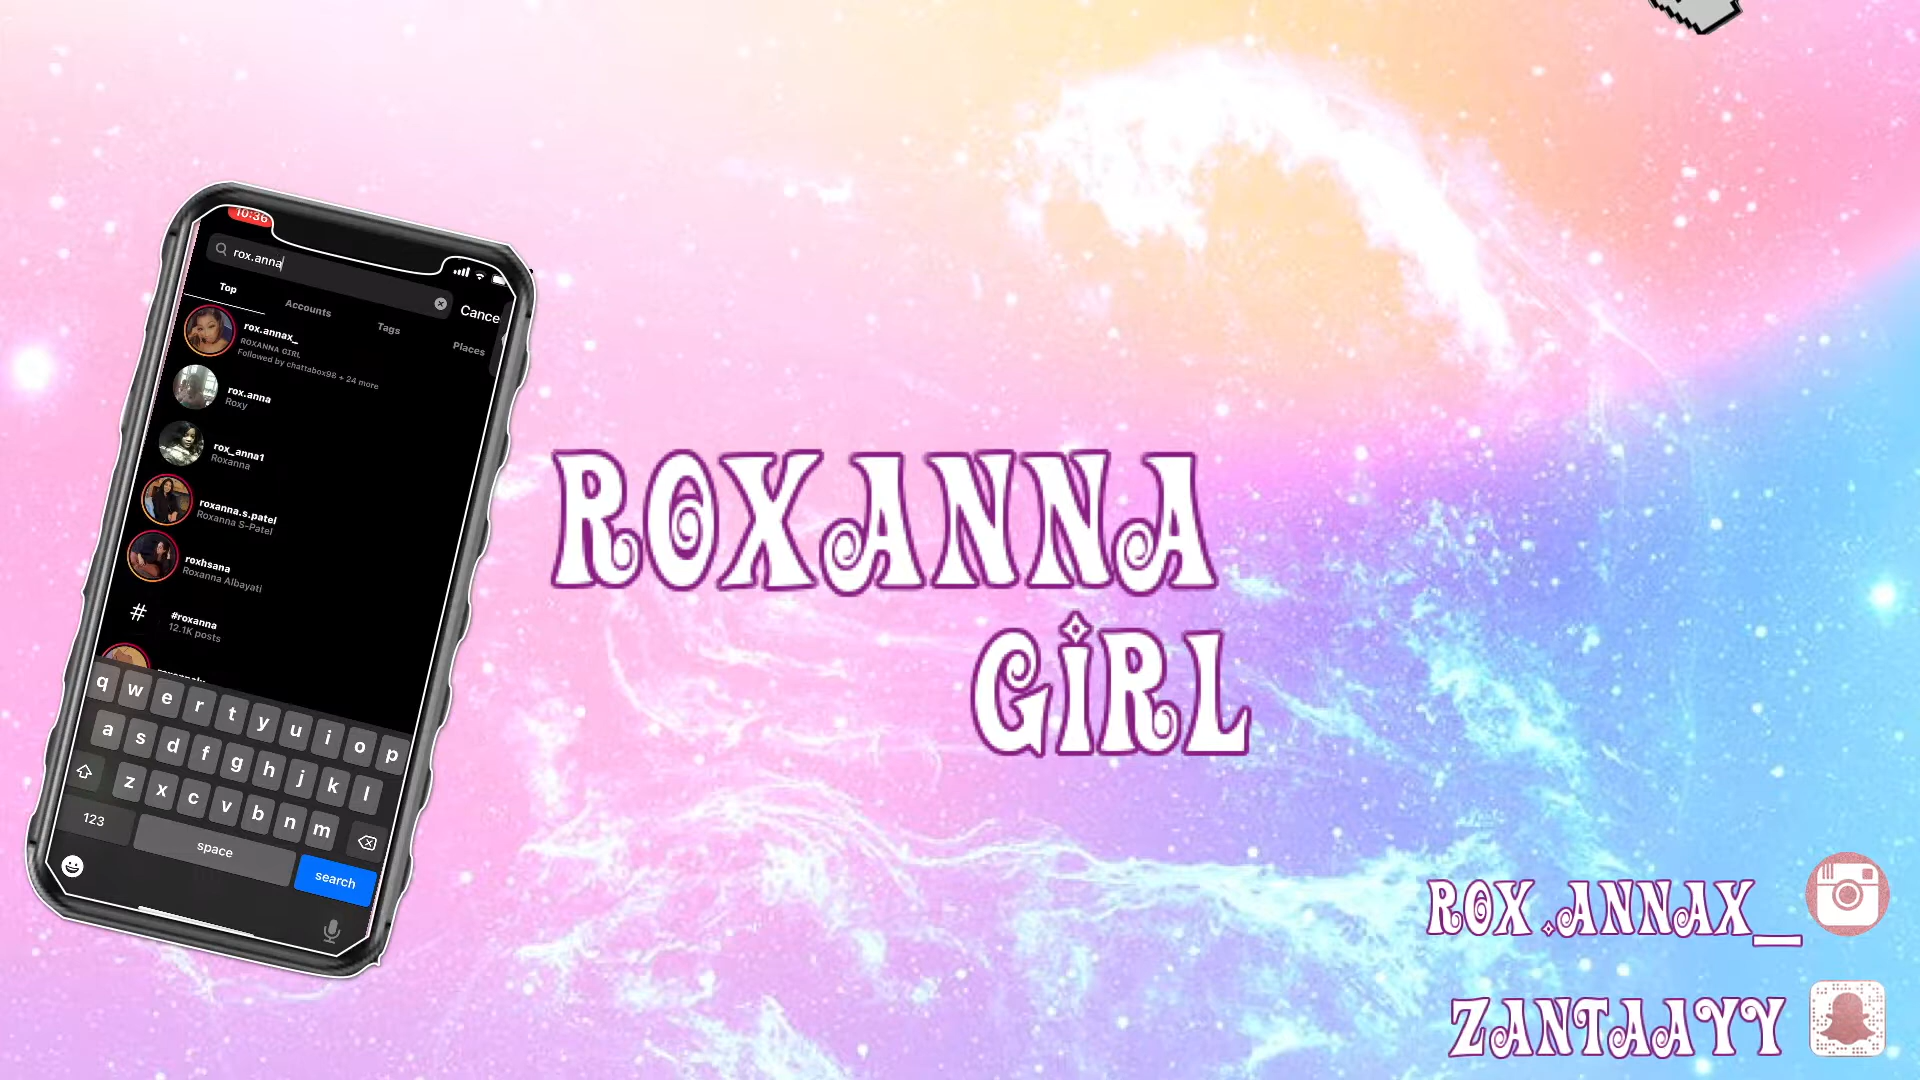 10:36
rox.anna
Cance
Top
Accounts
Tags
Places
rox.annax_
ROXANNA GIRL
Followed by chattabox98 + 24 more
rox.anna
Roxy
rox_anna1
Roxanna
roxanna.s.patel
Roxanna S-Patel
roxhsana
Roxanna Albayati
# #roxanna
12.1K posts
q w e r t y u i o p
a s d f g h j k l
z x c v b n m
123
space
search
ROXANNA
GIRL
ROX.ANNAX_
ZANTAAYY